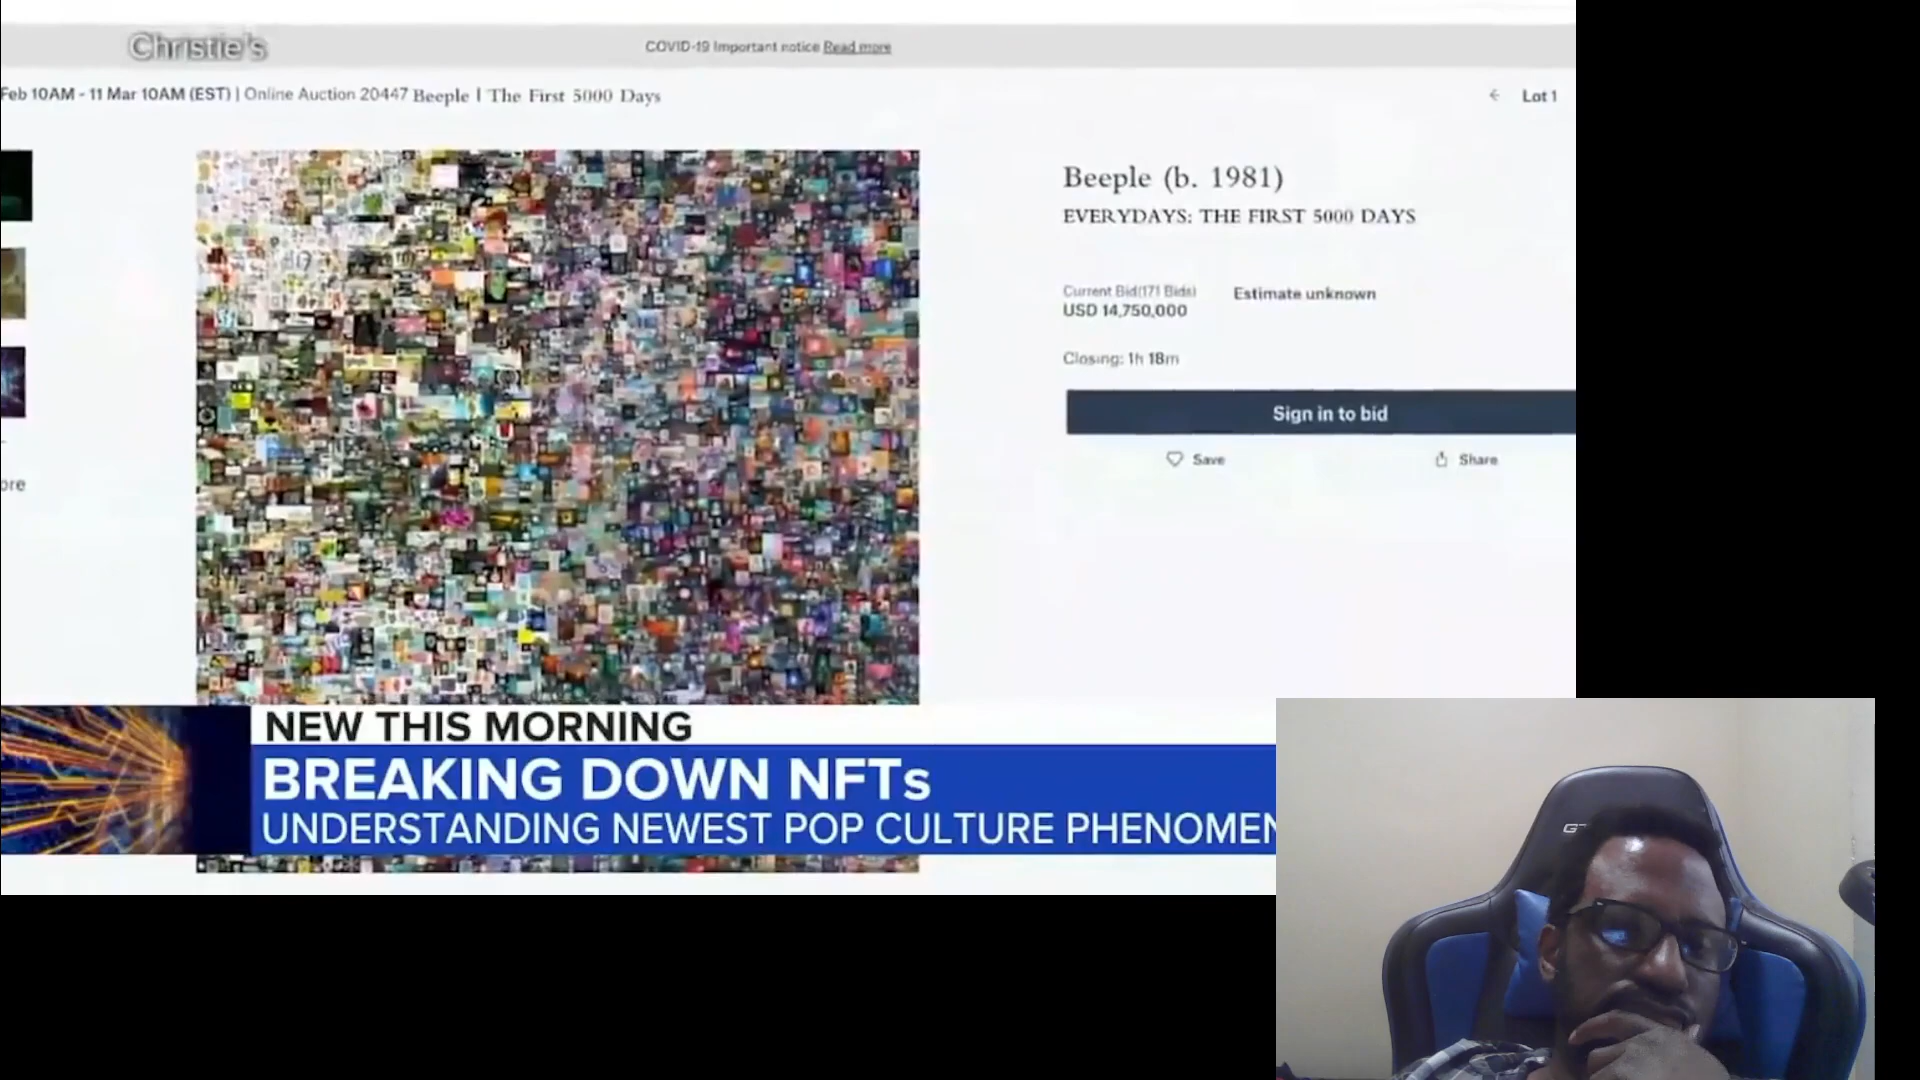 Christie's
COVID-19 Important notice Read more
Feb 10AM - 11 Mar 10AM (EST) | Online Auction 20447 Beeple | The First 5000 Days
← Lot 1
Beeple (b. 1981)
EVERYDAYS: THE FIRST 5000 DAYS
Current Bid(171 Bids) Estimate unknown
USD 14,750,000
Closing: 1h 18m
Sign in to bid
Save Share
ore
NEW THIS MORNING
BREAKING DOWN NFTs
UNDERSTANDING NEWEST POP CULTURE PHENOMEN